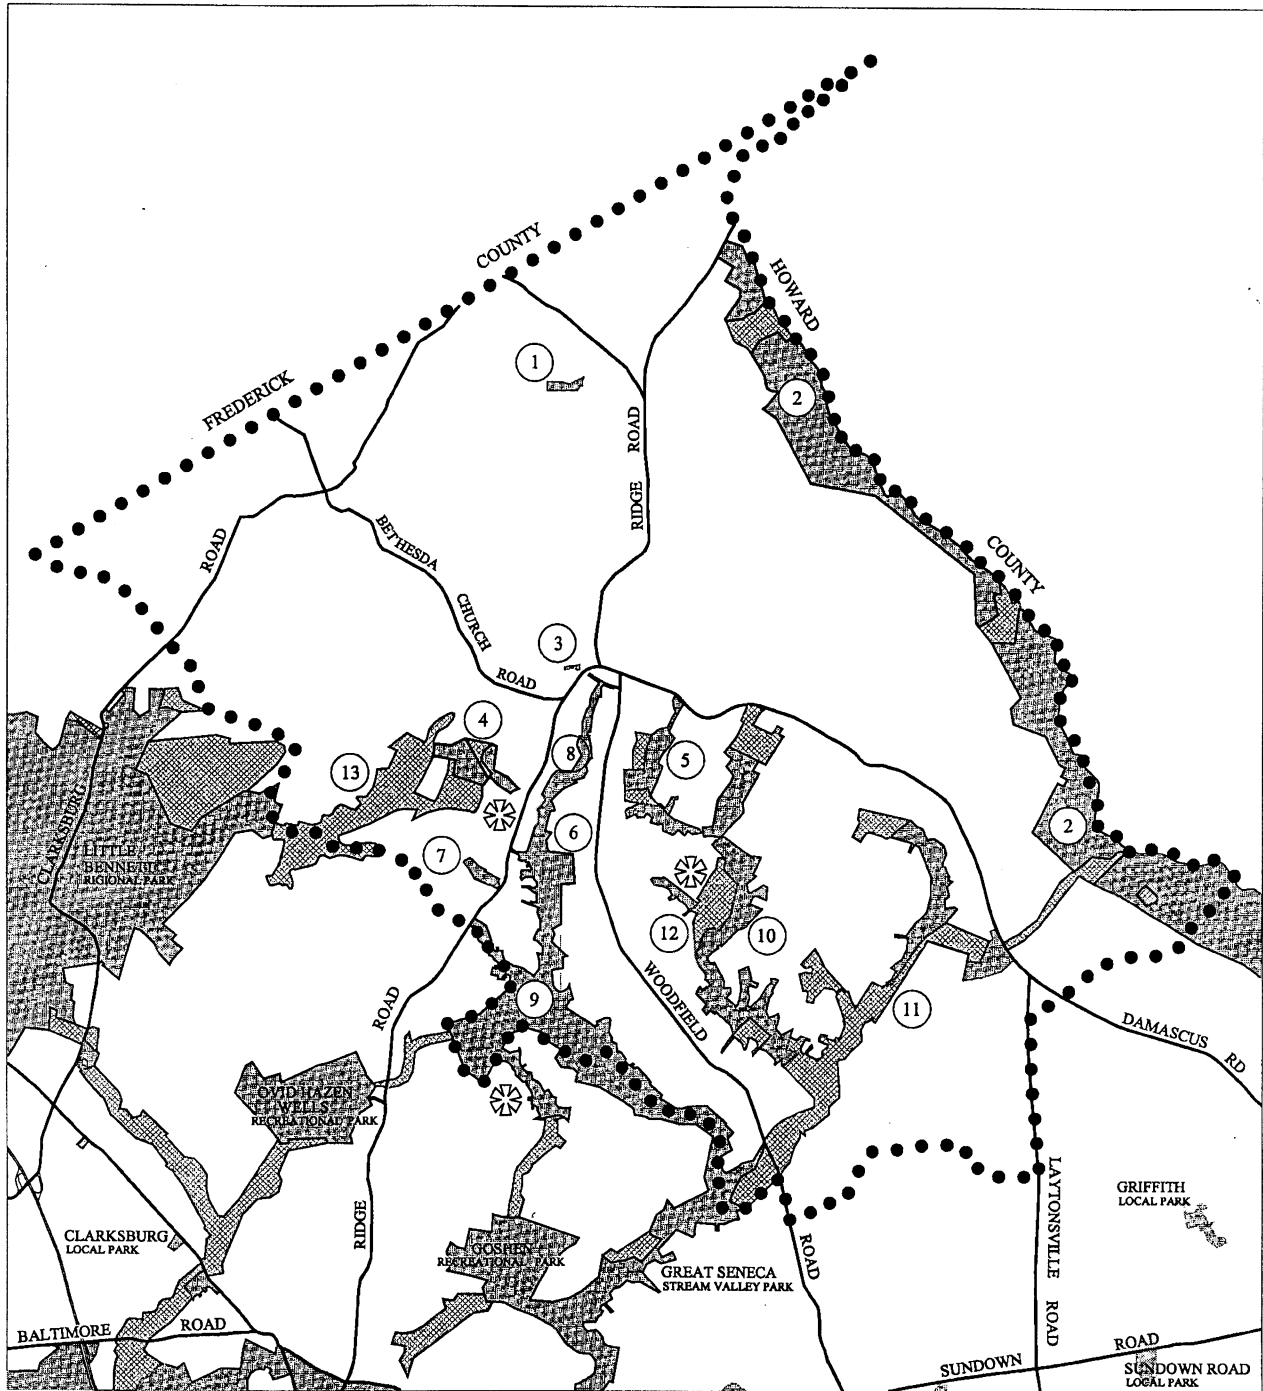 COUNTY
HOWARD
1
2
FREDERICK
ROAD
RIDGE
ROAD
BETHESDA
CHURCH
ROAD
COUNTY
3
4
8
5
13
6
7
2
CLARKSBURG
LITTLE
BENNETT
RIGIONAL PARK
12
10
9
11
WOODFIELD
ROAD
DAMASCUS
RD
OVID HAZEN
WELLS
RECREATIONAL PARK
RIDGE
LAYTONSVILLE
ROAD
GRIFFITH
LOCAL PARK
CLARKSBURG
LOCAL PARK
GOSHEN
RECREATIONAL PARK
GREAT SENECA
STREAM VALLEY PARK
ROAD
BALTIMORE
ROAD
SUNDOWN
ROAD
SUNDOWN ROAD
LOCAL PARK